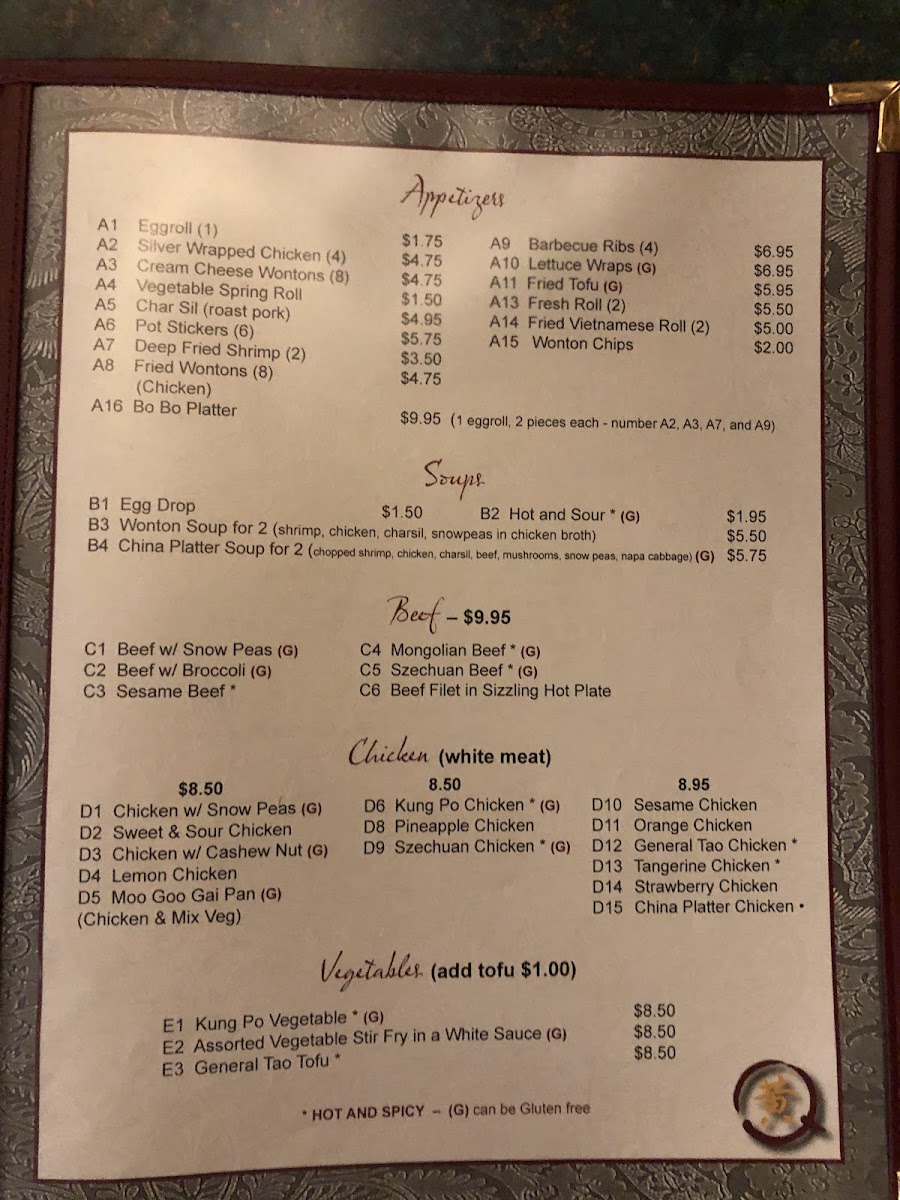 Appetizers
A1 Eggroll (1) $1.75
A2 Silver Wrapped Chicken (4) $4.75
A3 Cream Cheese Wontons (8) $4.75
A4 Vegetable Spring Roll $1.50
A5 Char Sil (roast pork) $4.95
A6 Pot Stickers (6) $5.75
A7 Deep Fried Shrimp (2) $3.50
A8 Fried Wontons (8) $4.75
(Chicken)
A9 Barbecue Ribs (4) $6.95
A10 Lettuce Wraps (G) $6.95
A11 Fried Tofu (G) $5.95
A13 Fresh Roll (2) $5.50
A14 Fried Vietnamese Roll (2) $5.00
A15 Wonton Chips $2.00
A16 Bo Bo Platter $9.95 (1 eggroll, 2 pieces each - number A2, A3, A7, and A9)
Soups
B1 Egg Drop $1.50 B2 Hot and Sour * (G) $1.95
B3 Wonton Soup for 2 (shrimp, chicken, charsil, snowpeas in chicken broth) $5.50
B4 China Platter Soup for 2 (chopped shrimp, chicken, charsil, beef, mushrooms, snow peas, napa cabbage) (G) $5.75
Beef – $9.95
C1 Beef w/ Snow Peas (G)
C2 Beef w/ Broccoli (G)
C3 Sesame Beef *
C4 Mongolian Beef * (G)
C5 Szechuan Beef * (G)
C6 Beef Filet in Sizzling Hot Plate
Chicken (white meat)
$8.50
D1 Chicken w/ Snow Peas (G)
D2 Sweet & Sour Chicken
D3 Chicken w/ Cashew Nut (G)
D4 Lemon Chicken
D5 Moo Goo Gai Pan (G)
(Chicken & Mix Veg)
8.50
D6 Kung Po Chicken * (G)
D8 Pineapple Chicken
D9 Szechuan Chicken * (G)
8.95
D10 Sesame Chicken
D11 Orange Chicken
D12 General Tao Chicken *
D13 Tangerine Chicken *
D14 Strawberry Chicken
D15 China Platter Chicken •
Vegetables (add tofu $1.00)
E1 Kung Po Vegetable * (G) $8.50
E2 Assorted Vegetable Stir Fry in a White Sauce (G) $8.50
E3 General Tao Tofu * $8.50
* HOT AND SPICY – (G) can be Gluten free
黄